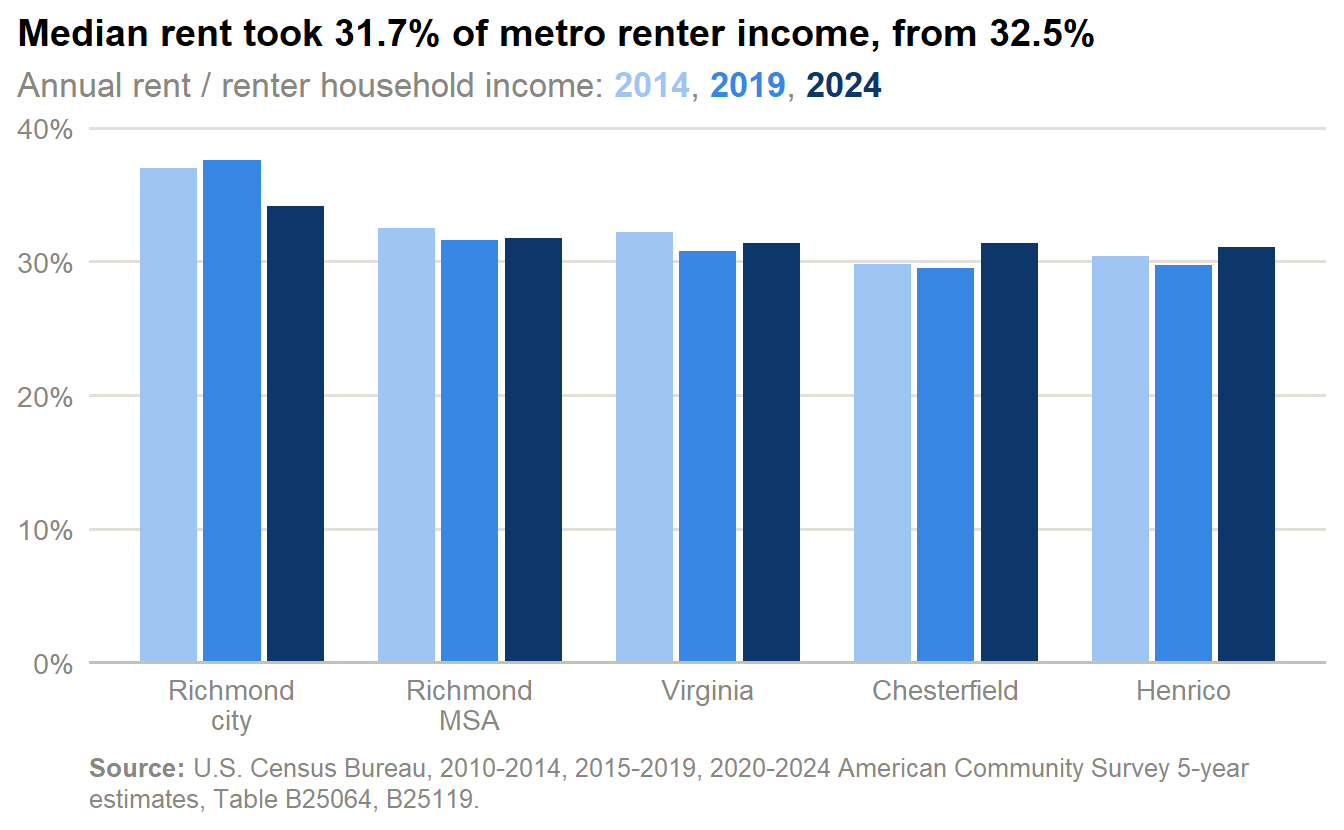 Median rent took 31.7% of metro renter income, from 32.5%
Annual rent / renter household income: 2014, 2019, 2024
40%
30%
20%
10%
0%
Richmond city
Richmond MSA
Virginia
Chesterfield
Henrico
Source: U.S. Census Bureau, 2010-2014, 2015-2019, 2020-2024 American Community Survey 5-year
estimates, Table B25064, B25119.